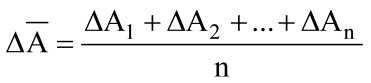 ΔA̅ = (ΔA₁ + ΔA₂ + ... + ΔAₙ) / n